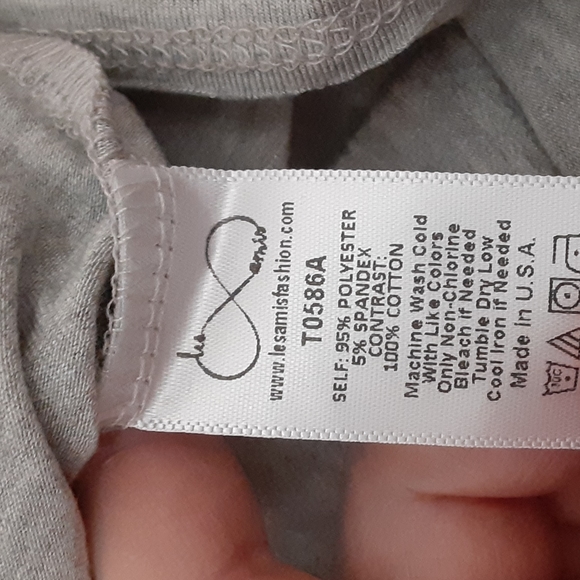 les amis
www.lesamisfashion.com
T0586A
SELF: 95% POLYESTER
5% SPANDEX
CONTRAST:
100% COTTON
Machine Wash Cold
With Like Colors
Only Non-Chlorine
Bleach if Needed
Tumble Dry Low
Cool Iron if Needed
Made in U.S.A.